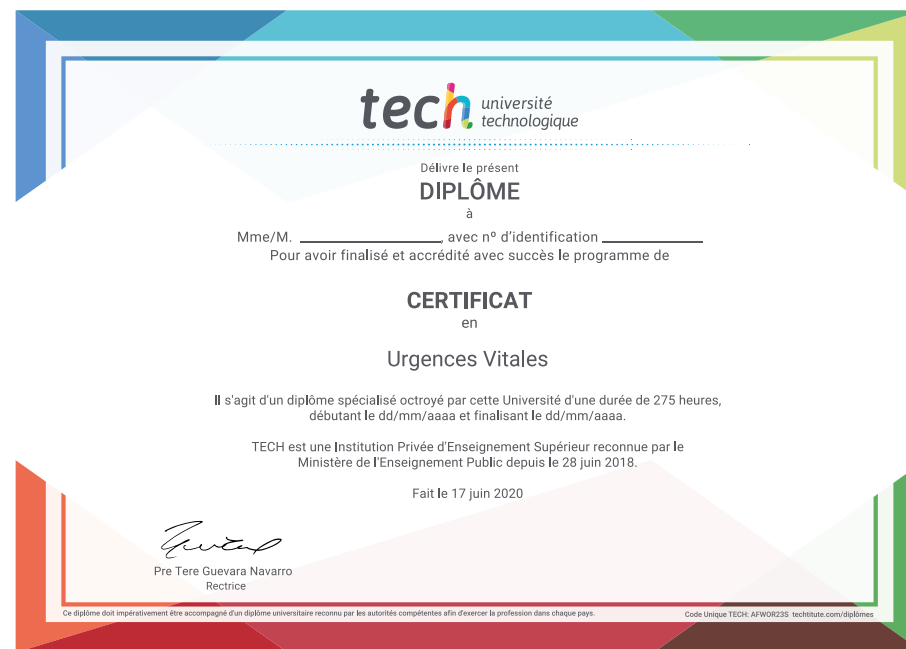 tech université
technologique
Délivre le présent
DIPLÔME
à
Mme/M. ____________________, avec nº d'identification ______________
Pour avoir finalisé et accrédité avec succès le programme de
CERTIFICAT
en
Urgences Vitales
Il s'agit d'un diplôme spécialisé octroyé par cette Université d'une durée de 275 heures,
débutant le dd/mm/aaaa et finalisant le dd/mm/aaaa.
TECH est une Institution Privée d'Enseignement Supérieur reconnue par le
Ministère de l'Enseignement Public depuis le 28 juin 2018.
Fait le 17 juin 2020
Pre Tere Guevara Navarro
Rectrice
Ce diplôme doit impérativement être accompagné d'un diplôme universitaire reconnu par les autorités compétentes afin d'exercer la profession dans chaque pays.
Code Unique TECH: AFWOR23S techtitute.com/diplômes